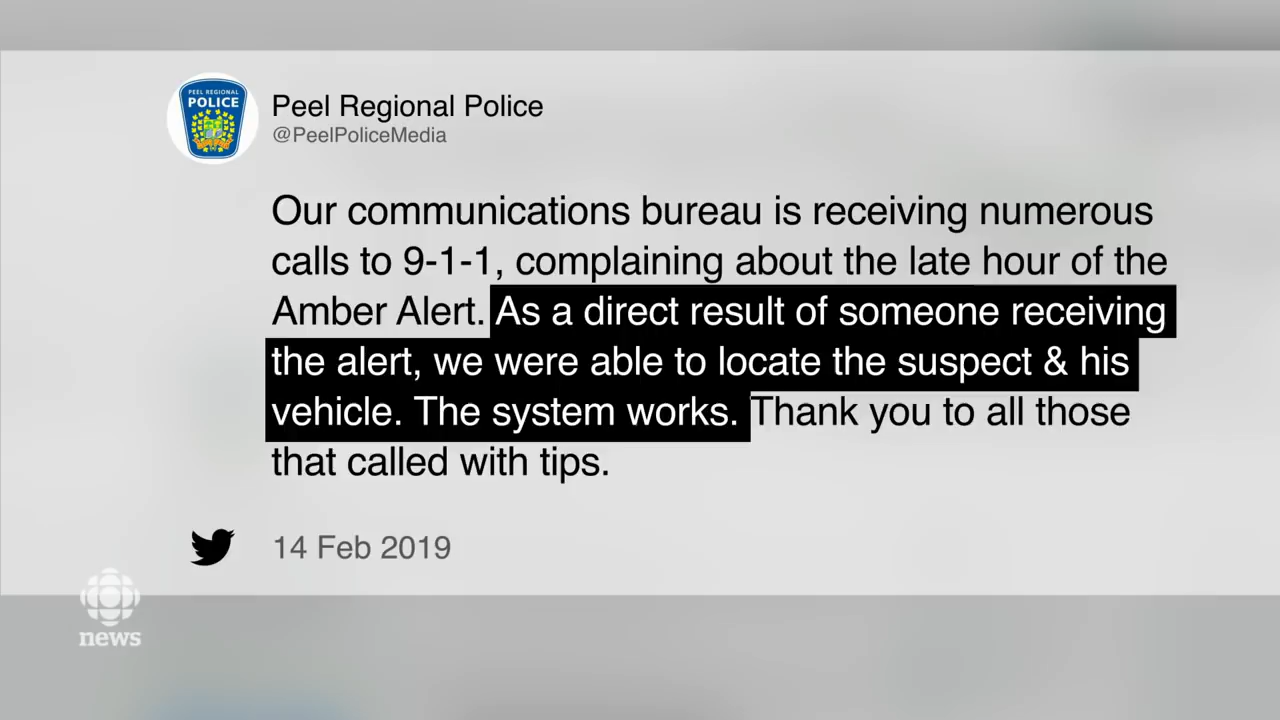 PEEL REGIONAL
POLICE
Peel Regional Police
@PeelPoliceMedia
Our communications bureau is receiving numerous
calls to 9-1-1, complaining about the late hour of the
Amber Alert. As a direct result of someone receiving
the alert, we were able to locate the suspect & his
vehicle. The system works. Thank you to all those
that called with tips.
14 Feb 2019
news